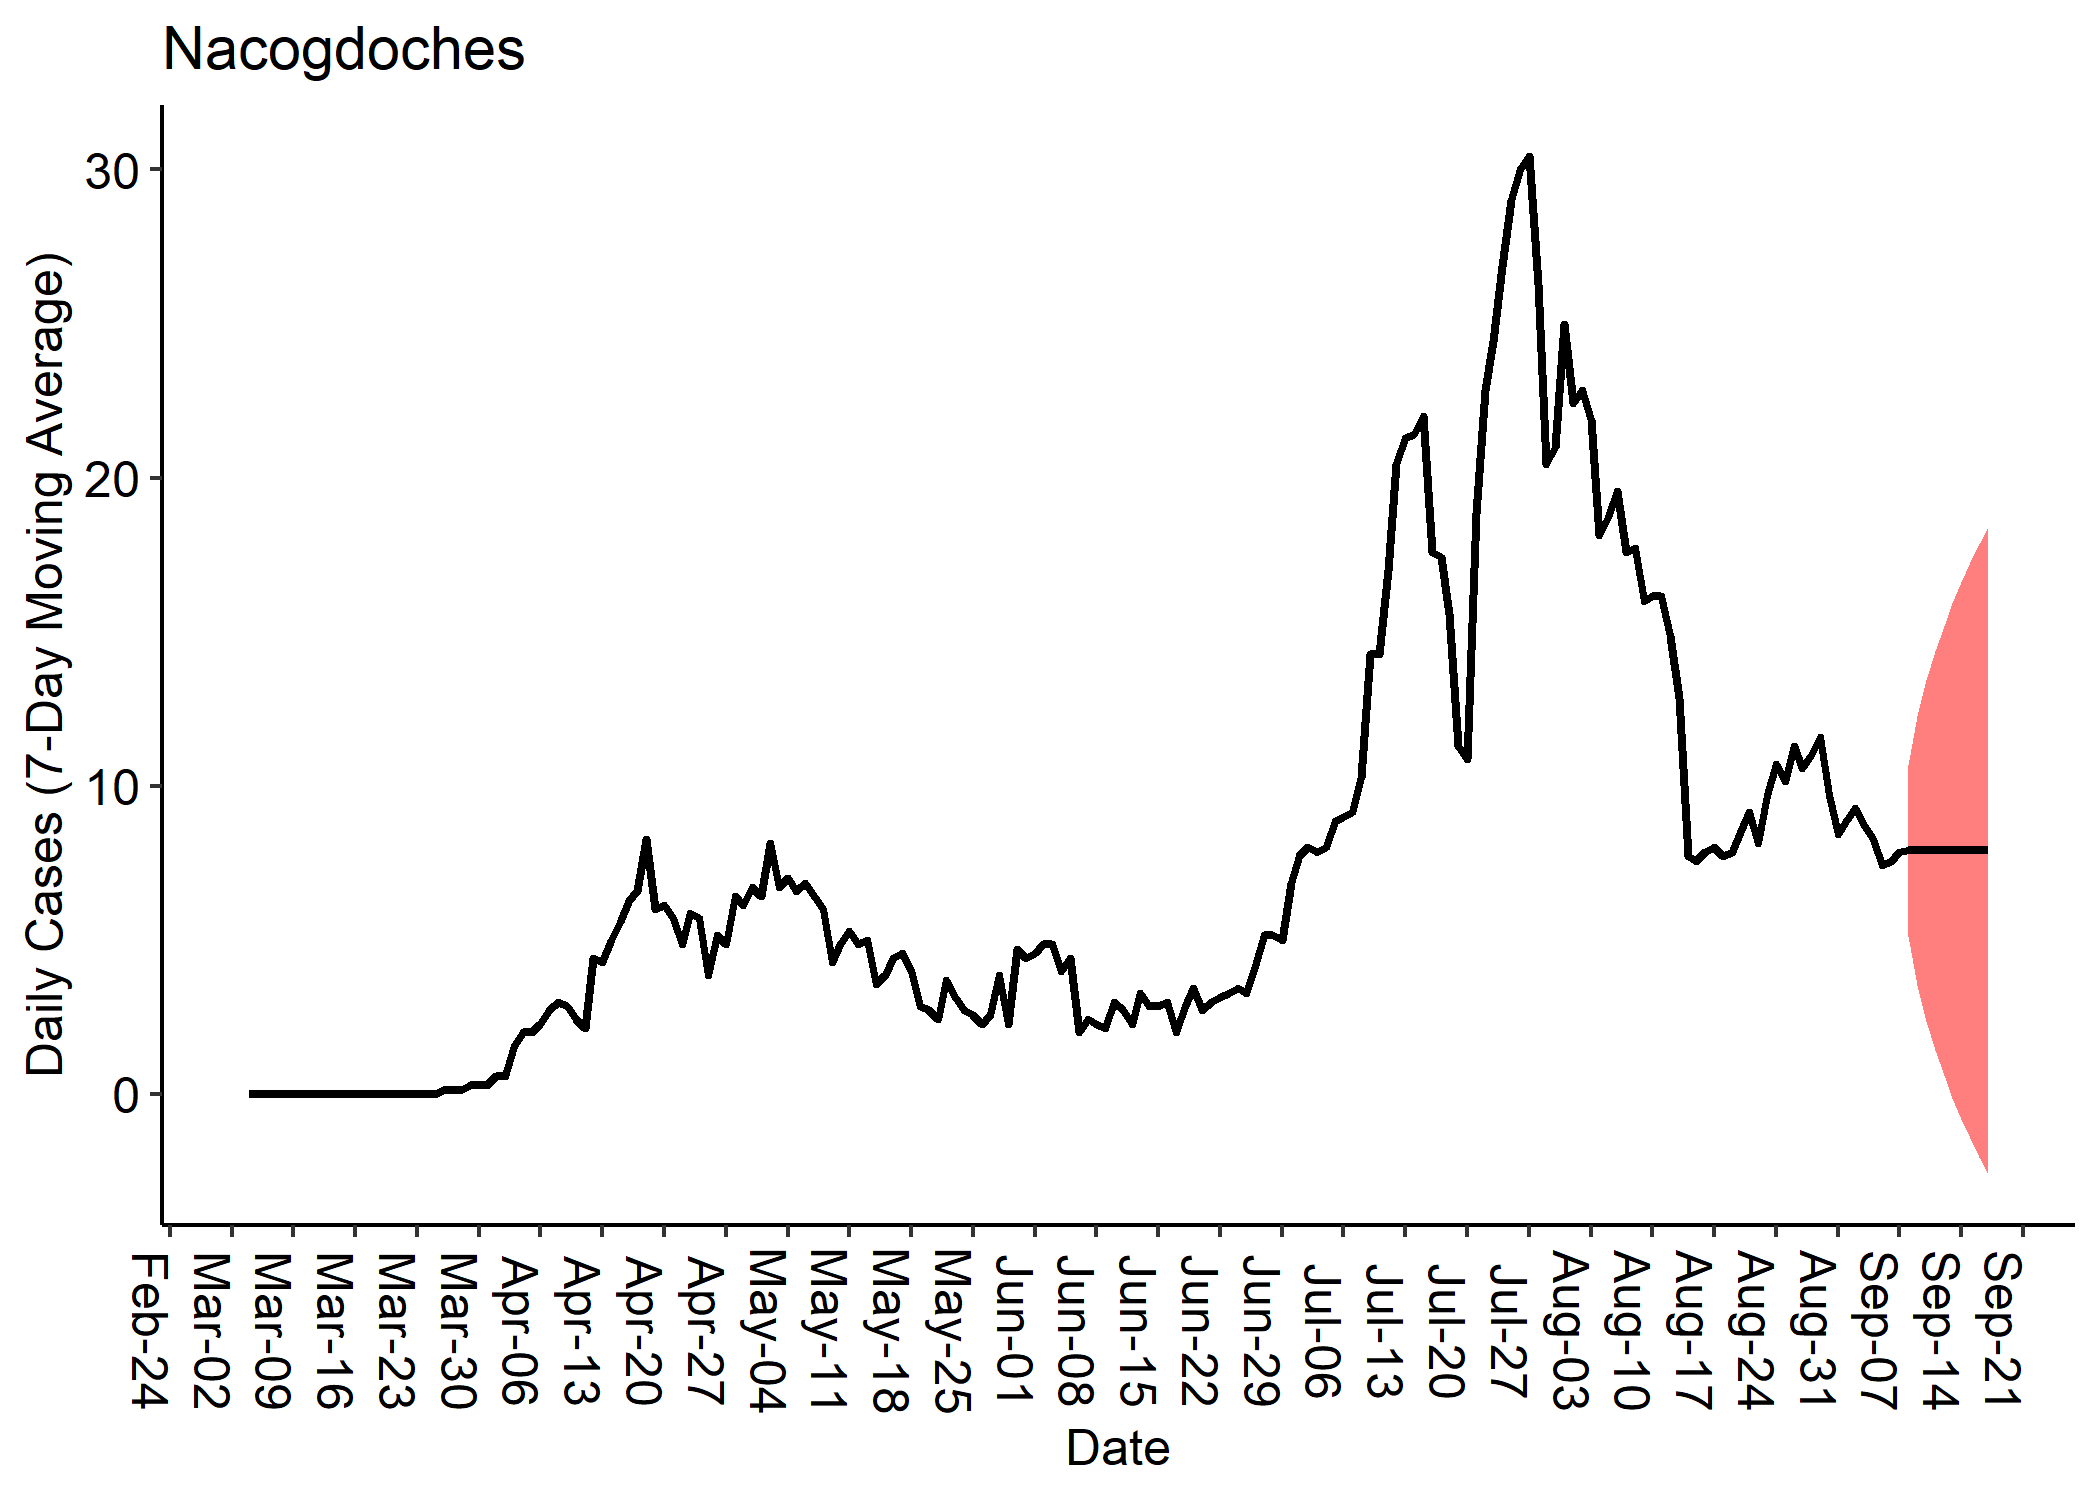 Nacogdoches
Daily Cases (7-Day Moving Average)
30
20
10
0
Feb-24
Mar-02
Mar-09
Mar-16
Mar-23
Mar-30
Apr-06
Apr-13
Apr-20
Apr-27
May-04
May-11
May-18
May-25
Jun-01
Jun-08
Jun-15
Jun-22
Jun-29
Jul-06
Jul-13
Jul-20
Jul-27
Aug-03
Aug-10
Aug-17
Aug-24
Aug-31
Sep-07
Sep-14
Sep-21
Date